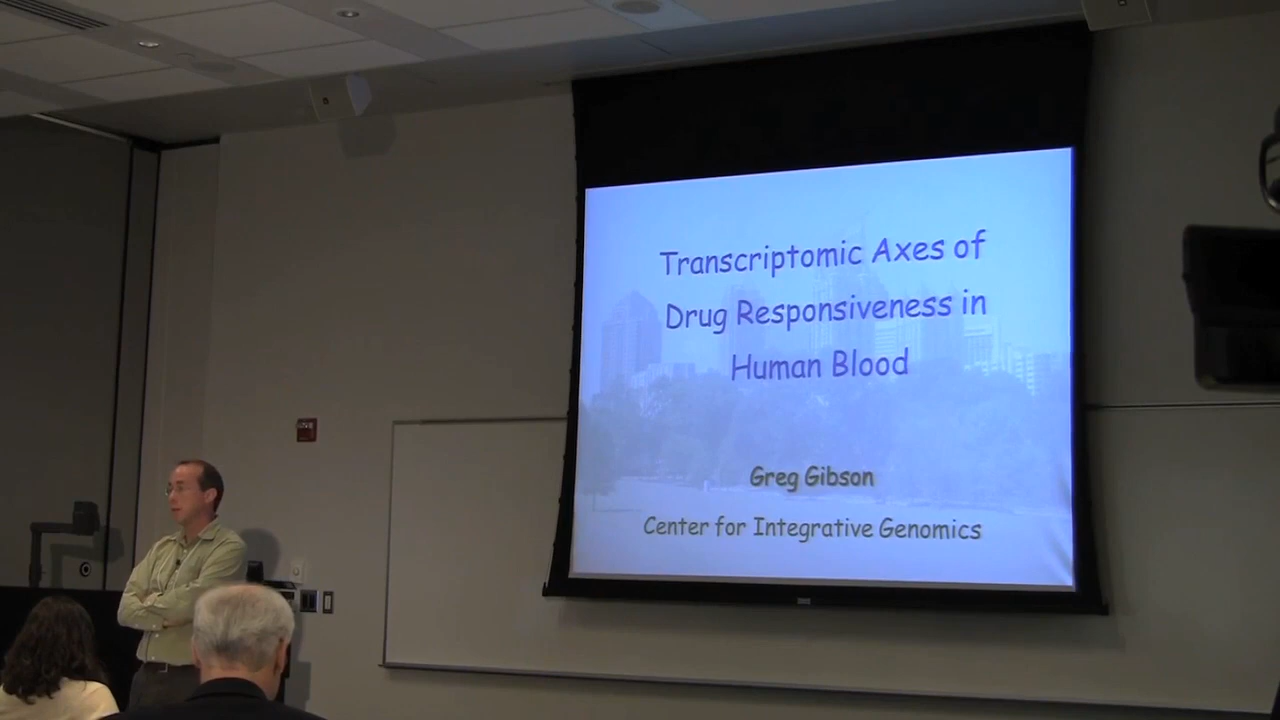 Transcriptomic Axes of
Drug Responsiveness in
Human Blood
Greg Gibson
Center for Integrative Genomics